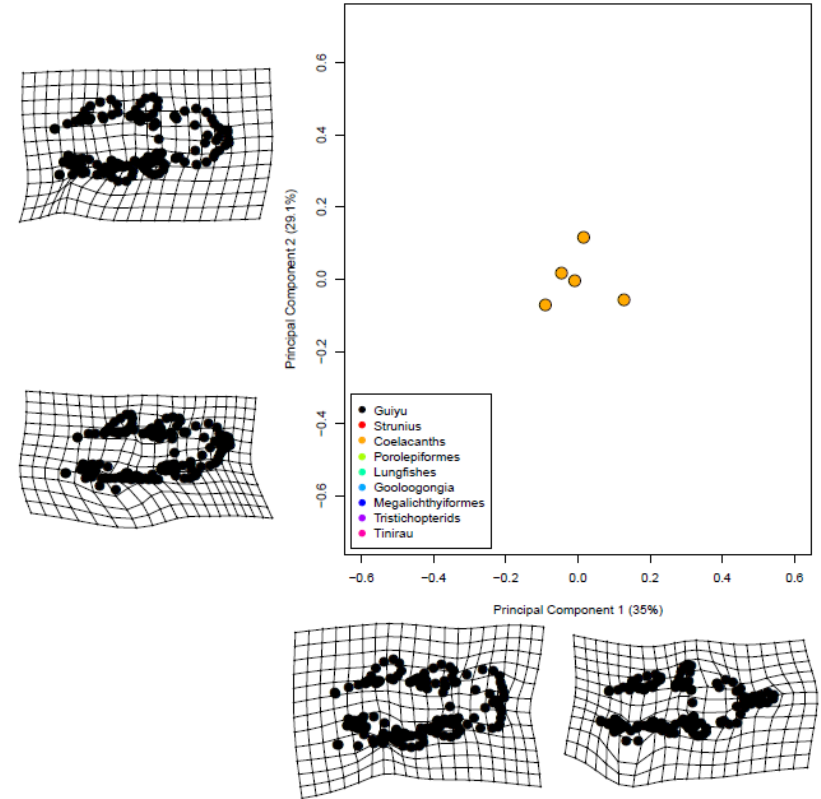 0.6
0.4
0.2
0.0
−0.2
−0.4
−0.6
Principal Component 2 (29.1%)
Guiyu
Strunius
Coelacanths
Porolepiformes
Lungfishes
Gooloogongia
Megalichthyiformes
Tristichopterids
Tinirau
−0.6 −0.4 −0.2 0.0 0.2 0.4 0.6
Principal Component 1 (35%)